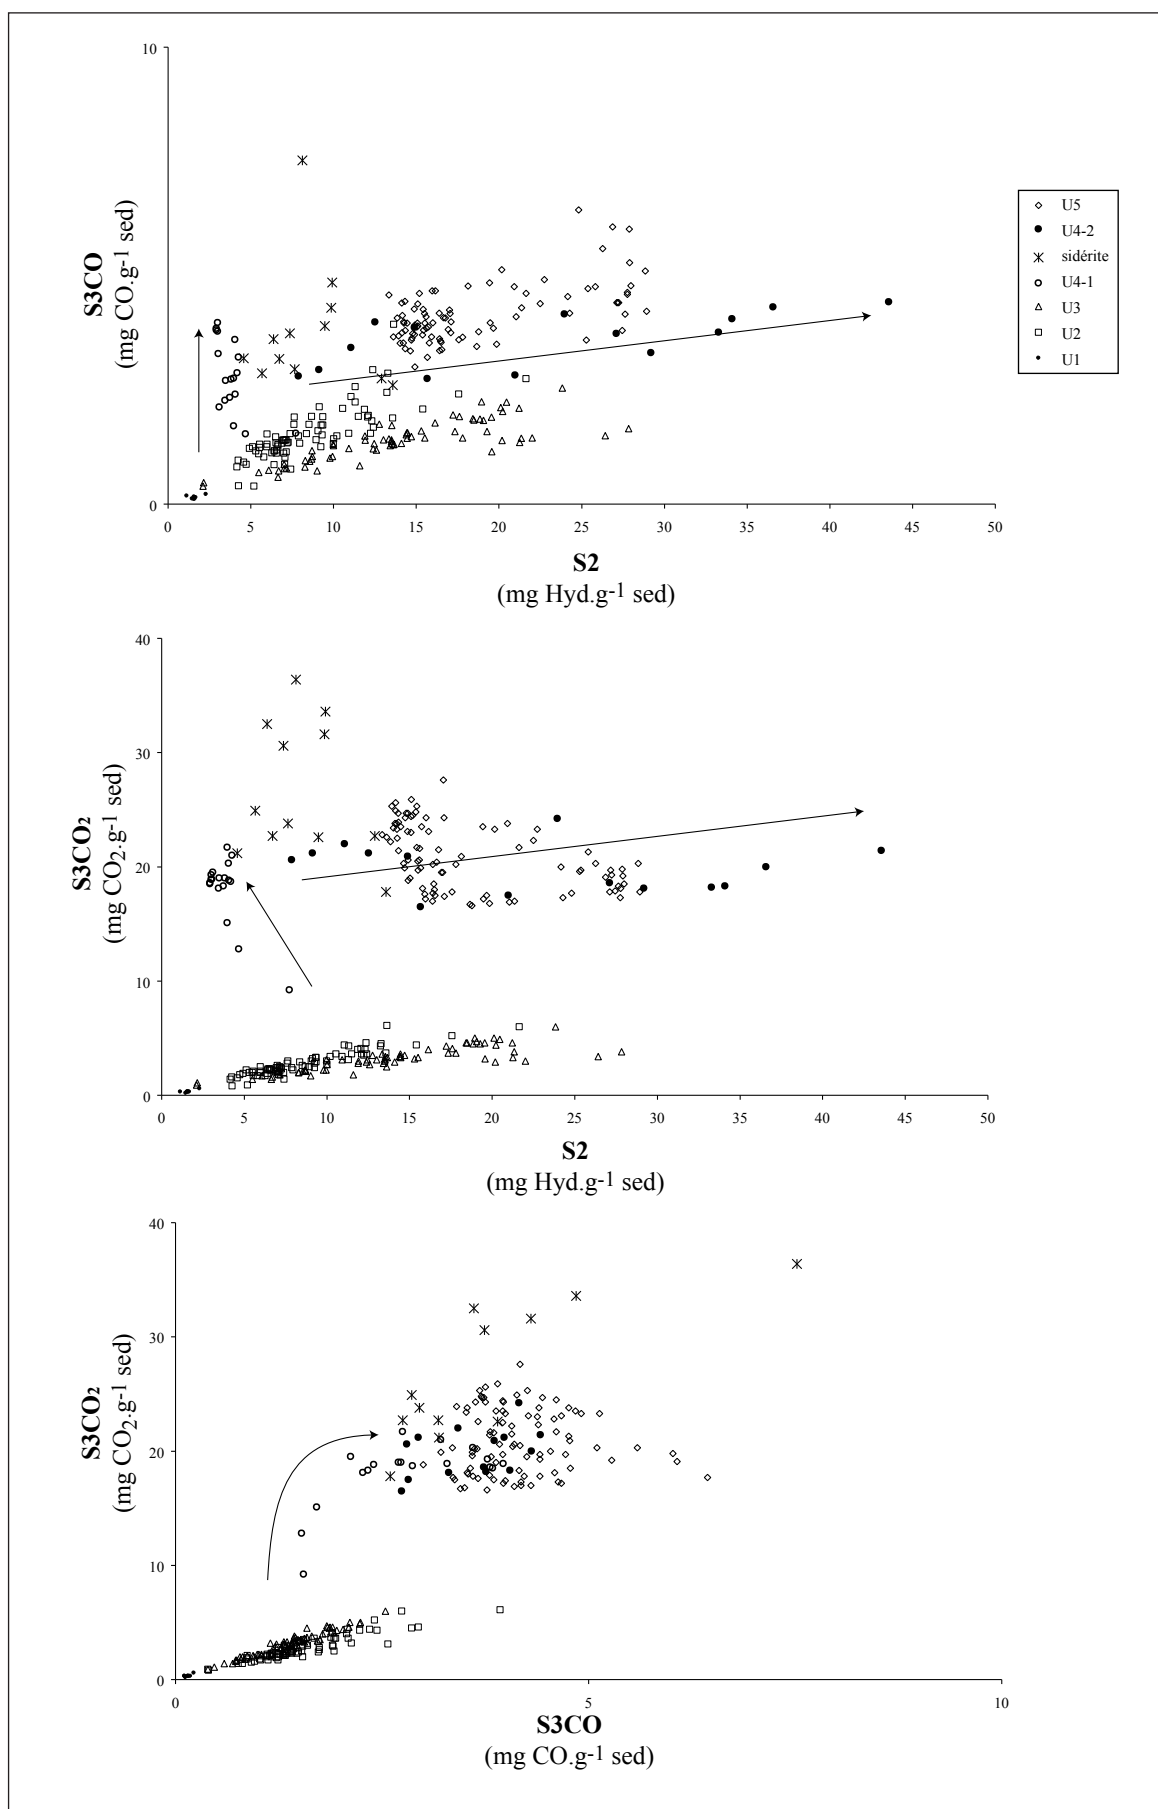 10
S3CO
(mg CO.g-1 sed)
0
0 5 10 15 20 25 30 35 40 45 50
S2
(mg Hyd.g-1 sed)
U5
U4-2
sidérite
U4-1
U3
U2
U1
40
30
20
10
0
S3CO2
(mg CO2.g-1 sed)
0 5 10 15 20 25 30 35 40 45 50
S2
(mg Hyd.g-1 sed)
40
30
20
10
0
S3CO2
(mg CO2.g-1 sed)
0 5 10
S3CO
(mg CO.g-1 sed)